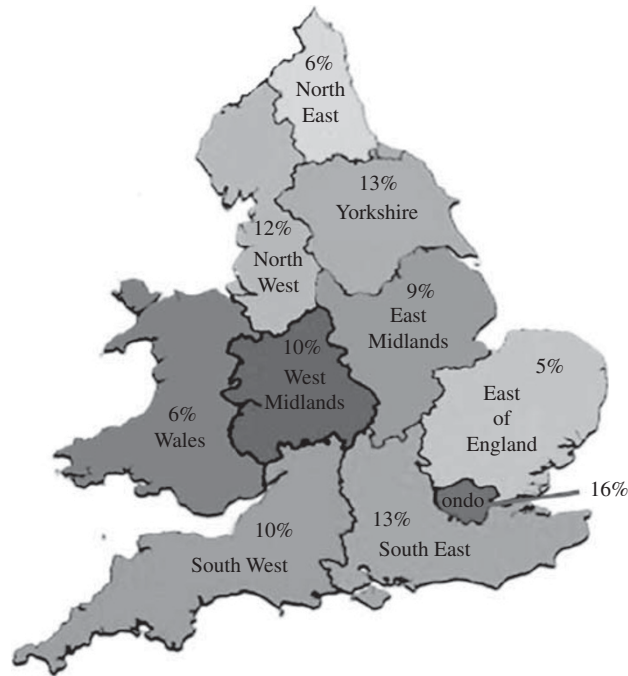 6%
North
East
13%
Yorkshire
12%
North
West
9%
East
Midlands
10%
West
Midlands
5%
East
of
England
6%
Wales
ondo
16%
10%
South West
13%
South East